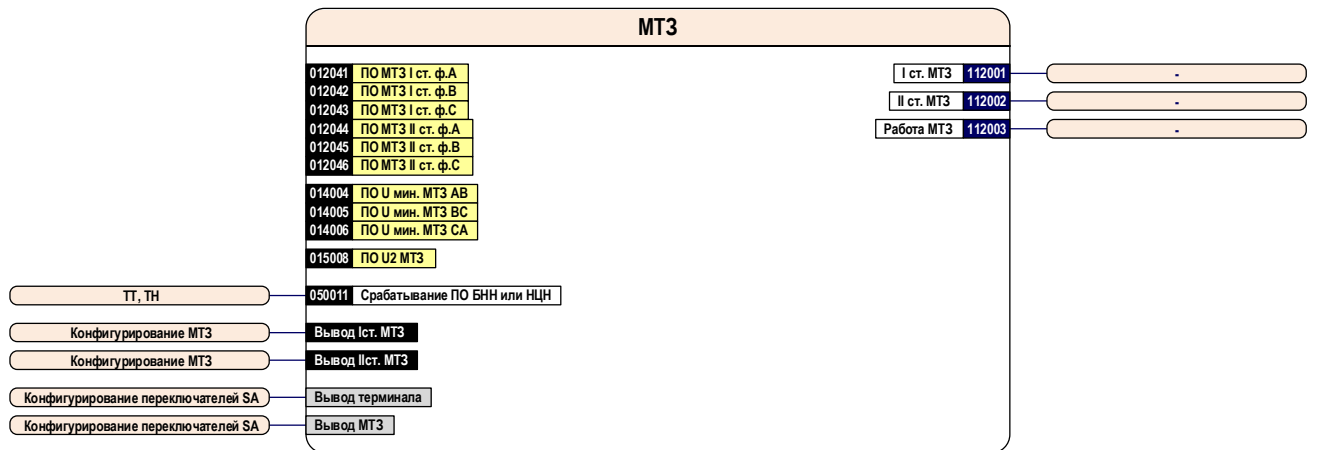 МТЗ
012041 ПО МТЗ I ст. ф.А
012042 ПО МТЗ I ст. ф.В
012043 ПО МТЗ I ст. ф.С
012044 ПО МТЗ II ст. ф.А
012045 ПО МТЗ II ст. ф.В
012046 ПО МТЗ II ст. ф.С
014004 ПО U мин. МТЗ АВ
014005 ПО U мин. МТЗ ВС
014006 ПО U мин. МТЗ СА
015008 ПО U2 МТЗ
ТТ, ТН
050011 Срабатывание ПО БНН или НЦН
Конфигурирование МТЗ
Вывод Iст. МТЗ
Конфигурирование МТЗ
Вывод IIст. МТЗ
Конфигурирование переключателей SA
Вывод терминала
Конфигурирование переключателей SA
Вывод МТЗ
I ст. МТЗ 112001
-
II ст. МТЗ 112002
-
Работа МТЗ 112003
-